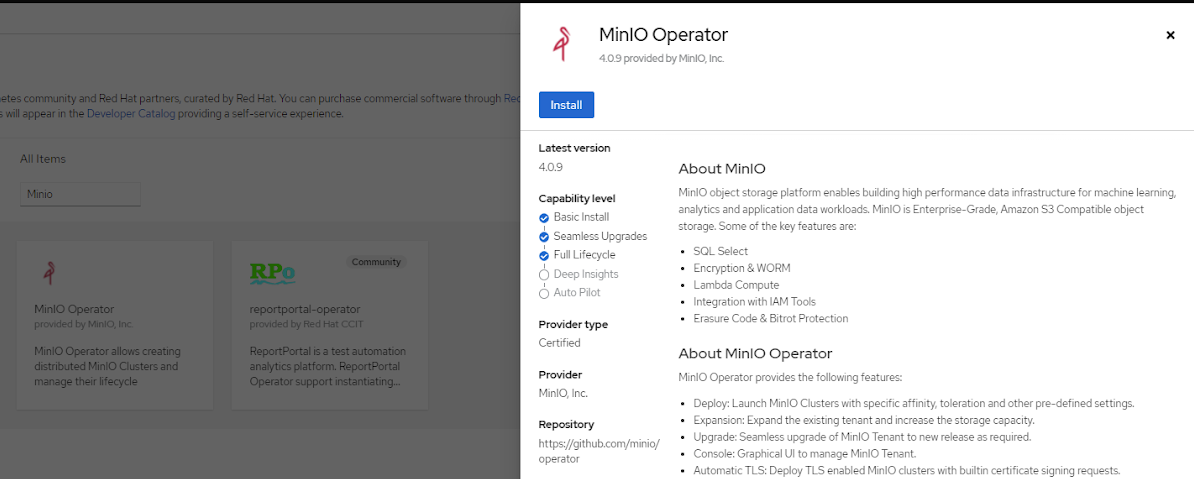 netes community and Red Hat partners, curated by Red Hat. You can purchase commercial software through Red
s will appear in the Developer Catalog providing a self-service experience.
All Items
Minio
MinIO Operator
provided by MinIO, Inc.
MinIO Operator allows creating
distributed MinIO Clusters and
manage their lifecycle
RPO
Community
reportportal-operator
provided by Red Hat CCIT
ReportPortal is a test automation
analytics platform. ReportPortal
Operator support instantiating...
MinIO Operator
4.0.9 provided by MinIO, Inc.
Install
Latest version
4.0.9
Capability level
Basic Install
Seamless Upgrades
Full Lifecycle
Deep Insights
Auto Pilot
Provider type
Certified
Provider
MinIO, Inc.
Repository
https://github.com/minio/
operator
About MinIO
MinIO object storage platform enables building high performance data infrastructure for machine learning,
analytics and application data workloads. MinIO is Enterprise-Grade, Amazon S3 Compatible object
storage. Some of the key features are:
SQL Select
Encryption & WORM
Lambda Compute
Integration with IAM Tools
Erasure Code & Bitrot Protection
About MinIO Operator
MinIO Operator provides the following features:
Deploy: Launch MinIO Clusters with specific affinity, toleration and other pre-defined settings.
Expansion: Expand the existing tenant and increase the storage capacity.
Upgrade: Seamless upgrade of MinIO Tenant to new release as required.
Console: Graphical UI to manage MinIO Tenant.
Automatic TLS: Deploy TLS enabled MinIO clusters with builtin certificate signing requests.